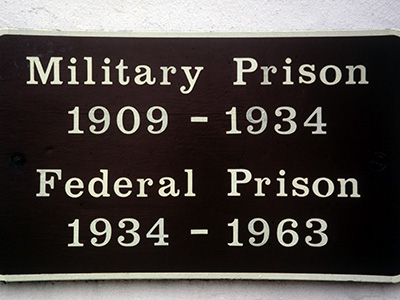 Military Prison
1909 - 1934
Federal Prison
1934 - 1963